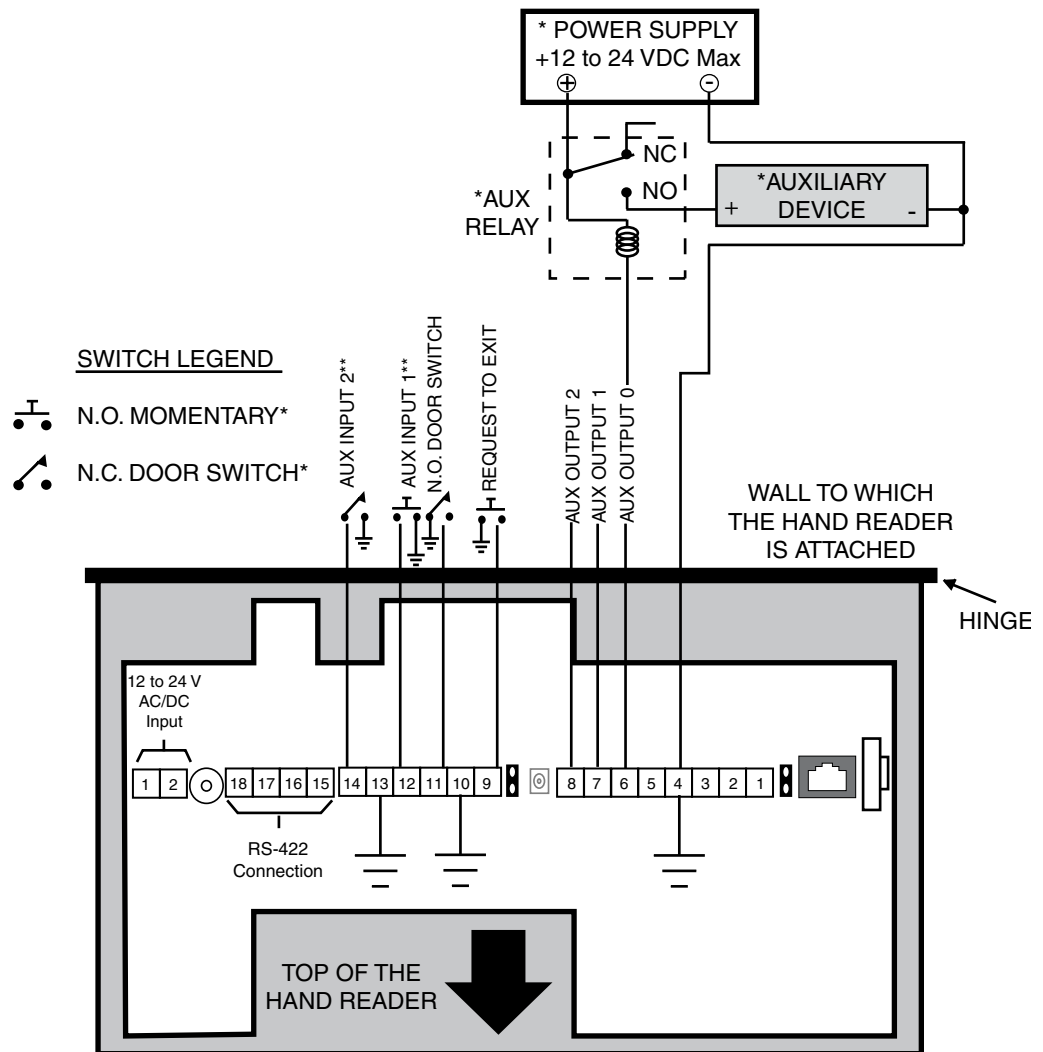 * POWER SUPPLY
+12 to 24 VDC Max
+ -
NC
NO
*AUX
RELAY
*AUXILIARY
DEVICE
+ -
SWITCH LEGEND
N.O. MOMENTARY*
N.C. DOOR SWITCH*
AUX INPUT 2**
AUX INPUT 1**
N.O. DOOR SWITCH
REQUEST TO EXIT
AUX OUTPUT 2
AUX OUTPUT 1
AUX OUTPUT 0
WALL TO WHICH
THE HAND READER
IS ATTACHED
HINGE
12 to 24 V
AC/DC
Input
1 2 18 17 16 15 14 13 12 11 10 9 8 7 6 5 4 3 2 1
RS-422
Connection
TOP OF THE
HAND READER